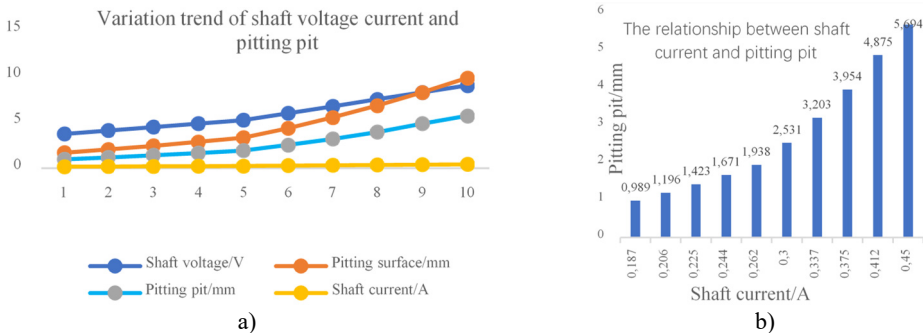 Variation trend of shaft voltage current and
pitting pit
15
10
5
0
1 2 3 4 5 6 7 8 9 10
Shaft voltage/V
Pitting surface/mm
Pitting pit/mm
Shaft current/A
a)
The relationship between shaft
current and pitting pit
Pitting pit/mm
6
5
4
3
2
1
0
0,989
1,196
1,423
1,671
1,938
2,531
3,203
3,954
4,875
5,694
0,187
0,206
0,225
0,244
0,262
0,3
0,337
0,375
0,412
0,45
Shaft current/A
b)